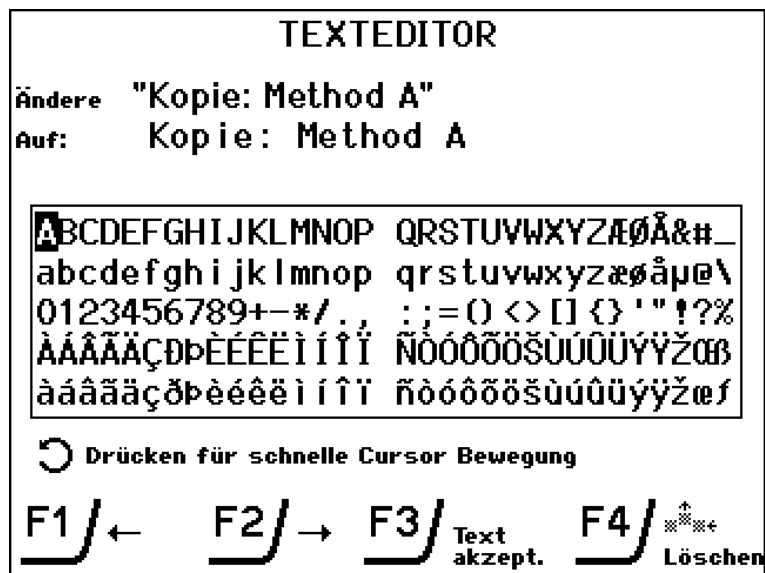 TEXTEDITOR
Ändere "Kopie: Method A"
Auf: Kopie: Method A
ABCDEFGHIJKLMNOP QRSTUVWXYZÆØÅ&#_
abcdefghijklmnop qrstuvwxyzæøåµ@\
0123456789+-*/., :;=()<>[]{}'"!?%
ÀÁÂÃÄÇÐÞÈÉÊËÌÍÎÏ ÑÒÓÔÕÖŠÙÚÛÜÝŸŽŒß
àáâãäçðÞèéêëìíîï ñòóôõöšùúûüýÿžœƒ
Drücken für schnelle Cursor Bewegung
F1 ← F2 → F3 Text akzept. F4 Löschen